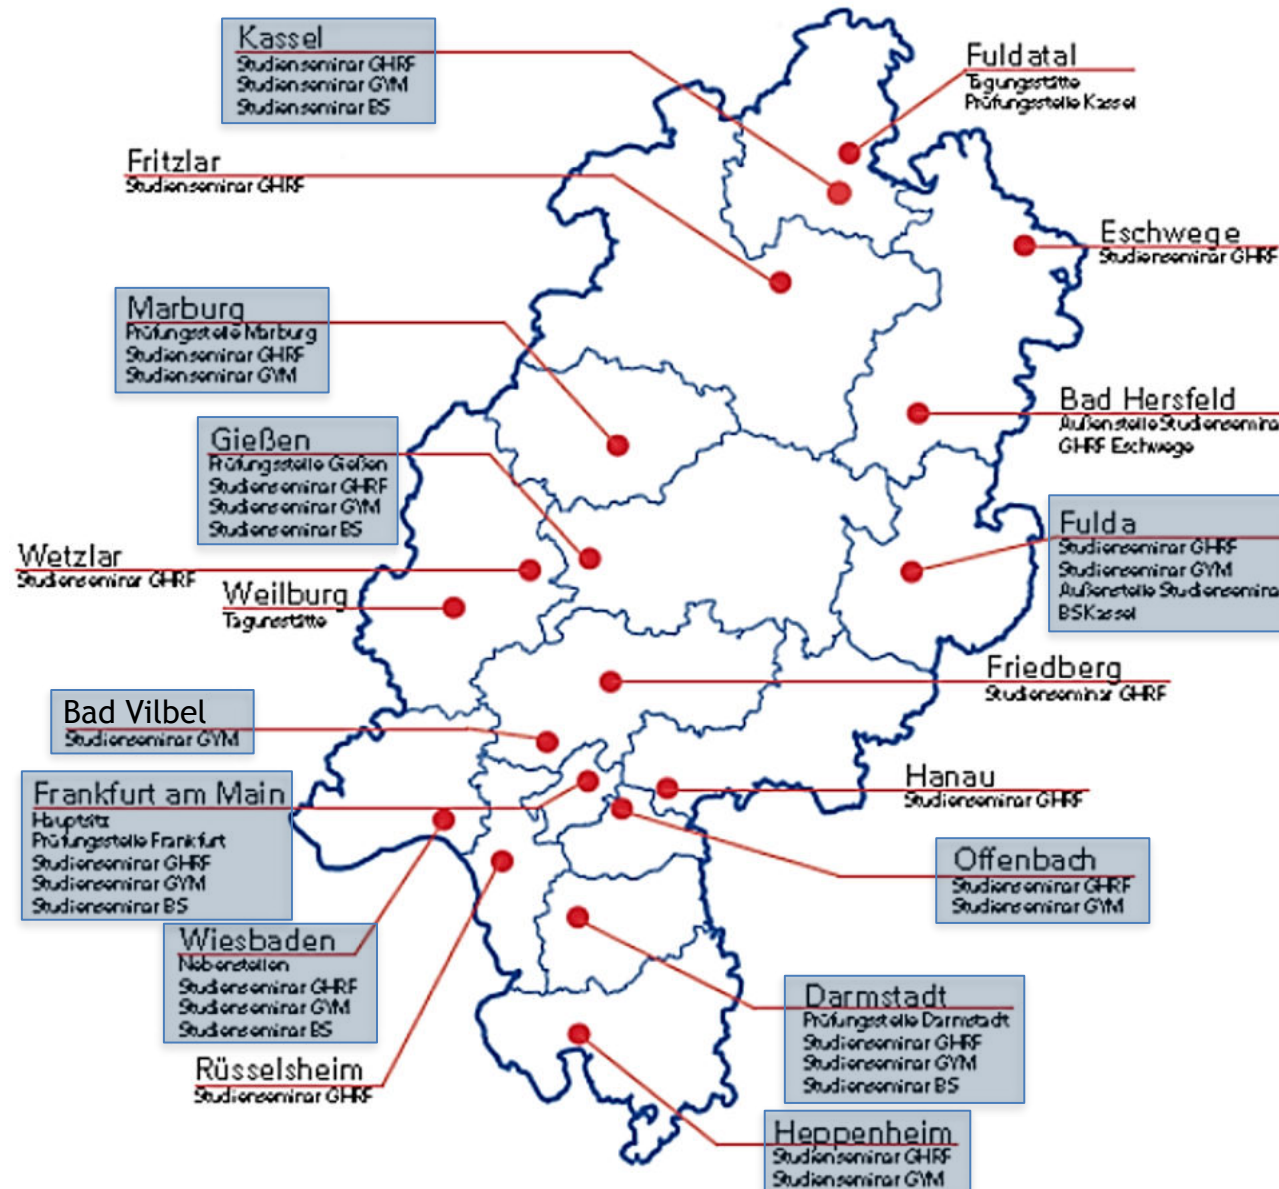 Kassel
Studienseminar GHRF
Studienseminar GYM
Studienseminar BS
Fuldatal
Tagungsstätte
Prüfungsstelle Kassel
Fritzlar
Studienseminar GHRF
Eschwege
Studienseminar GHRF
Marburg
Prüfungsstelle Marburg
Studienseminar GHRF
Studienseminar GYM
Bad Hersfeld
Außenstelle Studienseminar
GHRF Eschwege
Gießen
Prüfungsstelle Gießen
Studienseminar GHRF
Studienseminar GYM
Studienseminar BS
Fulda
Studienseminar GHRF
Studienseminar GYM
Außenstelle Studienseminar
BS Kassel
Wetzlar
Studienseminar GHRF
Weilburg
Tagunsstätte
Friedberg
Studienseminar GHRF
Bad Vilbel
Studienseminar GYM
Frankfurt am Main
Hauptsitz
Prüfungsstelle Frankfurt
Studienseminar GHRF
Studienseminar GYM
Studienseminar BS
Hanau
Studienseminar GHRF
Offenbach
Studienseminar GHRF
Studienseminar GYM
Wiesbaden
Nebenstellen
Studienseminar GHRF
Studienseminar GYM
Studienseminar BS
Rüsselsheim
Studienseminar GHRF
Darmstadt
Prüfungsstelle Darmstadt
Studienseminar GHRF
Studienseminar GYM
Studienseminar BS
Heppenheim
Studienseminar GHRF
Studienseminar GYM